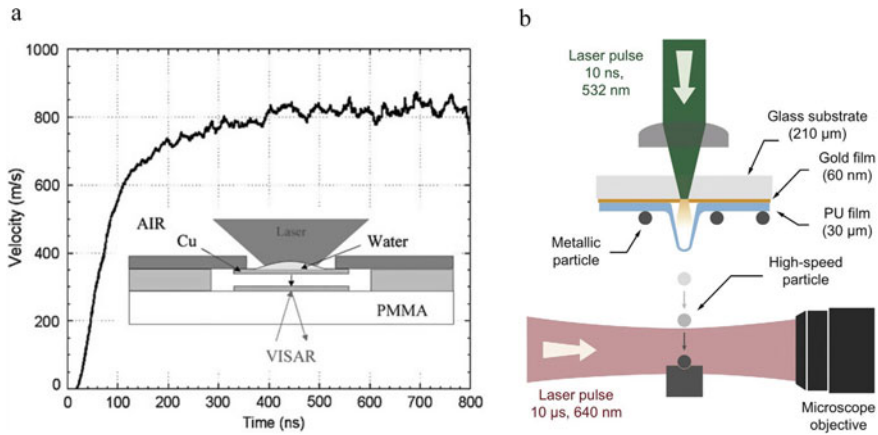 a
1000
800
600
400
200
0
Velocity (m/s)
0 100 200 300 400 500 600 700 800
Time (ns)
AIR
Laser
Cu
Water
PMMA
VISAR
b
Laser pulse
10 ns,
532 nm
Glass substrate
(210 µm)
Gold film
(60 nm)
PU film
(30 µm)
Metallic
particle
High-speed
particle
Laser pulse
10 µs, 640 nm
Microscope
objective